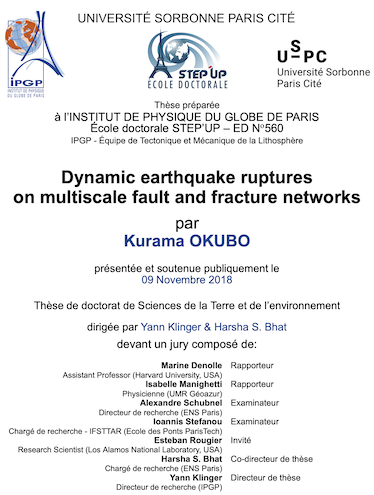 UNIVERSITÉ SORBONNE PARIS CITÉ
iPGP
INSTITUT DE PHYSIQUE
DU GLOBE DE PARIS
STEP'UP
ECOLE DOCTORALE
USPC
Université Sorbonne
Paris Cité
Thèse préparée
à l'INSTITUT DE PHYSIQUE DU GLOBE DE PARIS
École doctorale STEP'UP – ED Nº560
IPGP - Équipe de Tectonique et Mécanique de la Lithosphère
Dynamic earthquake ruptures
on multiscale fault and fracture networks
par
Kurama OKUBO
présentée et soutenue publiquement le
09 Novembre 2018
Thèse de doctorat de Sciences de la Terre et de l'environnement
dirigée par Yann Klinger & Harsha S. Bhat
devant un jury composé de:
Marine Denolle Rapporteur
Assistant Professor (Harvard University, USA)
Isabelle Manighetti Rapporteur
Physicienne (UMR Géoazur)
Alexandre Schubnel Examinateur
Directeur de recherche (ENS Paris)
Ioannis Stefanou Examinateur
Chargé de recherche - IFSTTAR (Ecole des Ponts ParisTech)
Esteban Rougier Invité
Research Scientist (Los Alamos National Laboratory, USA)
Harsha S. Bhat Co-directeur de thèse
Chargé de recherche (ENS Paris)
Yann Klinger Directeur de thèse
Directeur de recherche (IPGP)